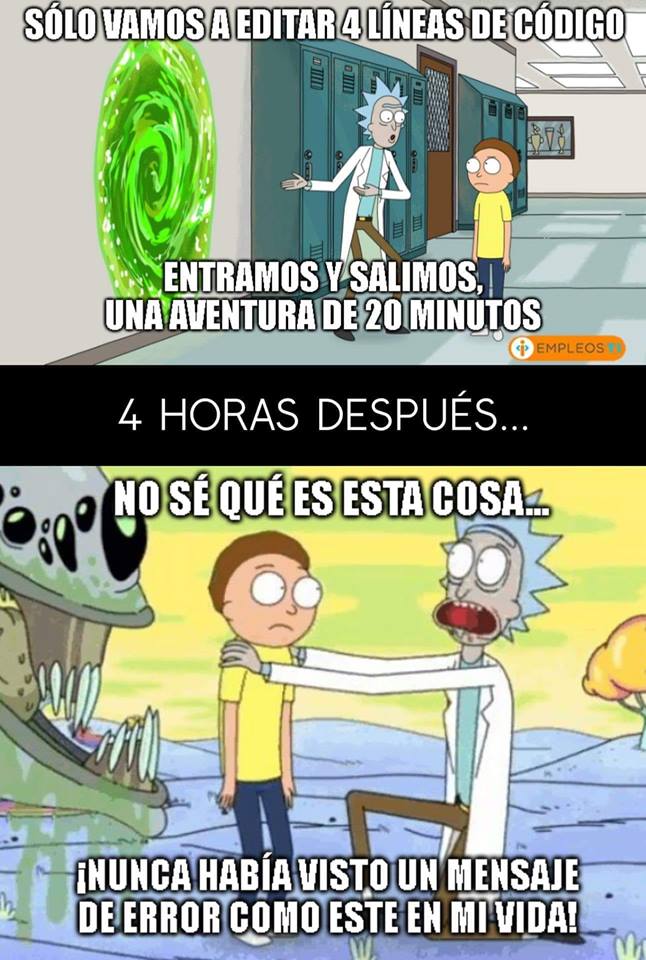 SÓLO VAMOS A EDITAR 4 LÍNEAS DE CÓDIGO
ENTRAMOS Y SALIMOS,
UNA AVENTURA DE 20 MINUTOS
EMPLEOS TI
4 HORAS DESPUÉS...
NO SÉ QUÉ ES ESTA COSA...
¡NUNCA HABÍA VISTO UN MENSAJE
DE ERROR COMO ESTE EN MI VIDA!